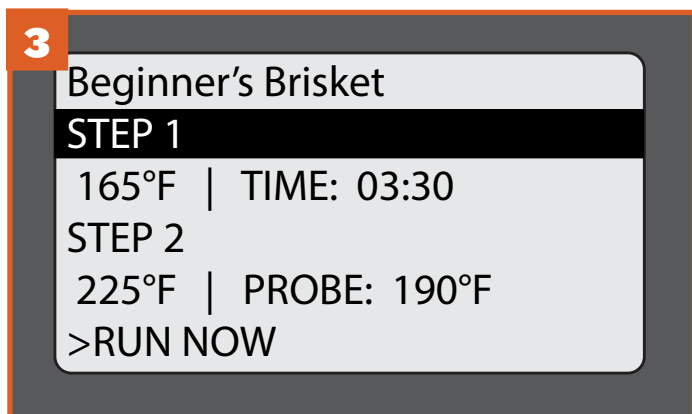 3
Beginner's Brisket
STEP 1
165°F | TIME: 03:30
STEP 2
225°F | PROBE: 190°F
>RUN NOW